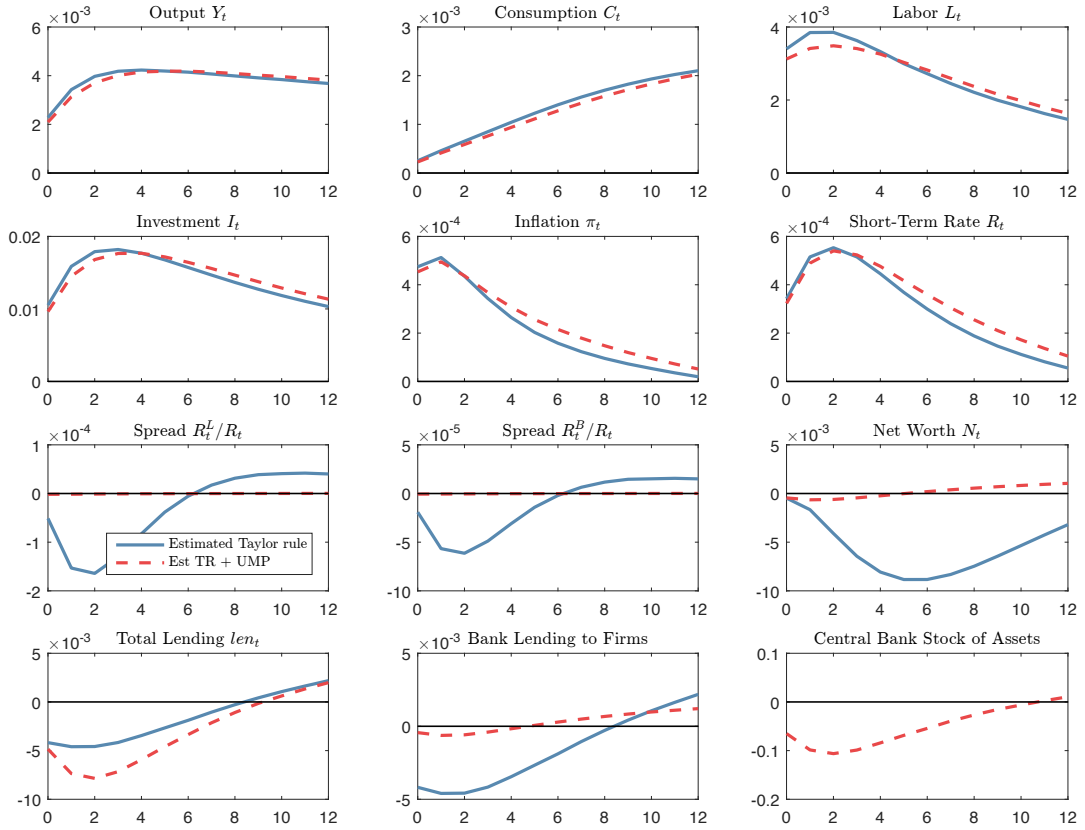 Output Y_t
×10^-3
6
4
2
0
0 2 4 6 8 10 12
Consumption C_t
×10^-3
3
2
1
0
0 2 4 6 8 10 12
Labor L_t
×10^-3
4
2
0
0 2 4 6 8 10 12
Investment I_t
0.02
0.01
0
0 2 4 6 8 10 12
Inflation π_t
×10^-4
6
4
2
0
0 2 4 6 8 10 12
Short-Term Rate R_t
×10^-4
6
4
2
0
0 2 4 6 8 10 12
Spread R_t^L/R_t
×10^-4
1
0
-1
-2
0 2 4 6 8 10 12
Estimated Taylor rule
Est TR + UMP
Spread R_t^B/R_t
×10^-5
5
0
-5
-10
0 2 4 6 8 10 12
Net Worth N_t
×10^-3
5
0
-5
-10
0 2 4 6 8 10 12
Total Lending len_t
×10^-3
5
0
-5
-10
0 2 4 6 8 10 12
Bank Lending to Firms
×10^-3
5
0
-5
0 2 4 6 8 10 12
Central Bank Stock of Assets
0.1
0
-0.1
-0.2
0 2 4 6 8 10 12